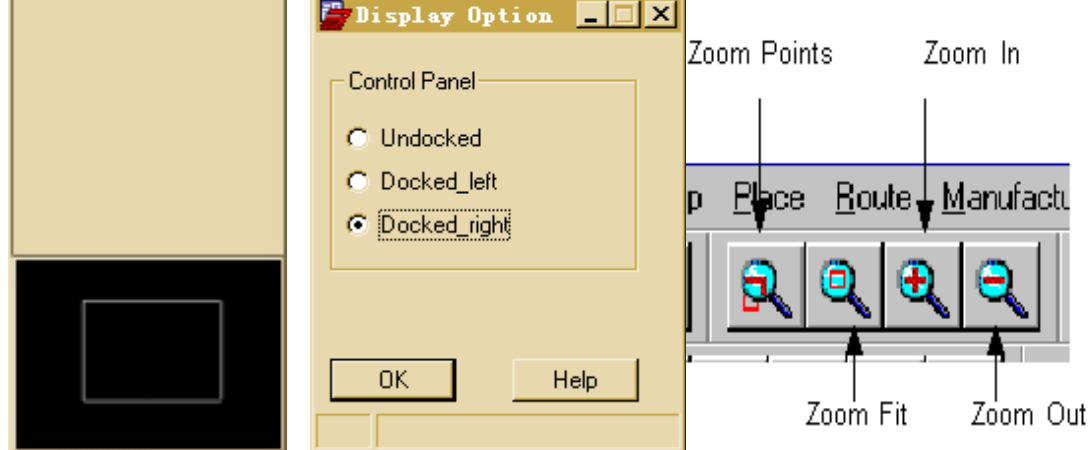 Display Option
Control Panel
Undocked
Docked_left
Docked_right
OK
Help
Zoom Points
Zoom In
p Place Route Manufactu
Zoom Fit
Zoom Out